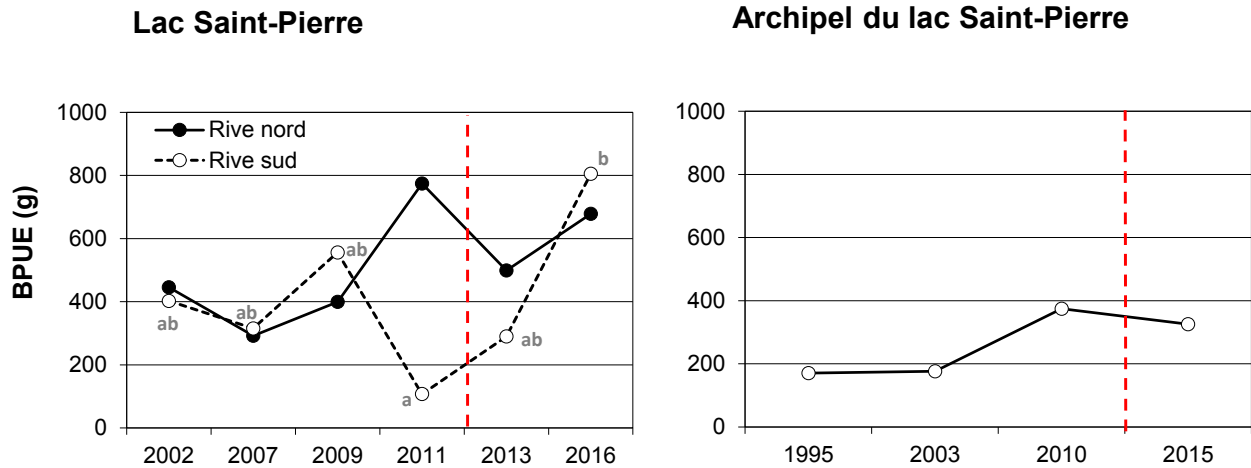 Lac Saint-Pierre
BPUE (g)
1000
800
600
400
200
0
Rive nord
Rive sud
ab
ab
ab
a
ab
b
2002 2007 2009 2011 2013 2016
Archipel du lac Saint-Pierre
1000
800
600
400
200
0
1995 2003 2010 2015